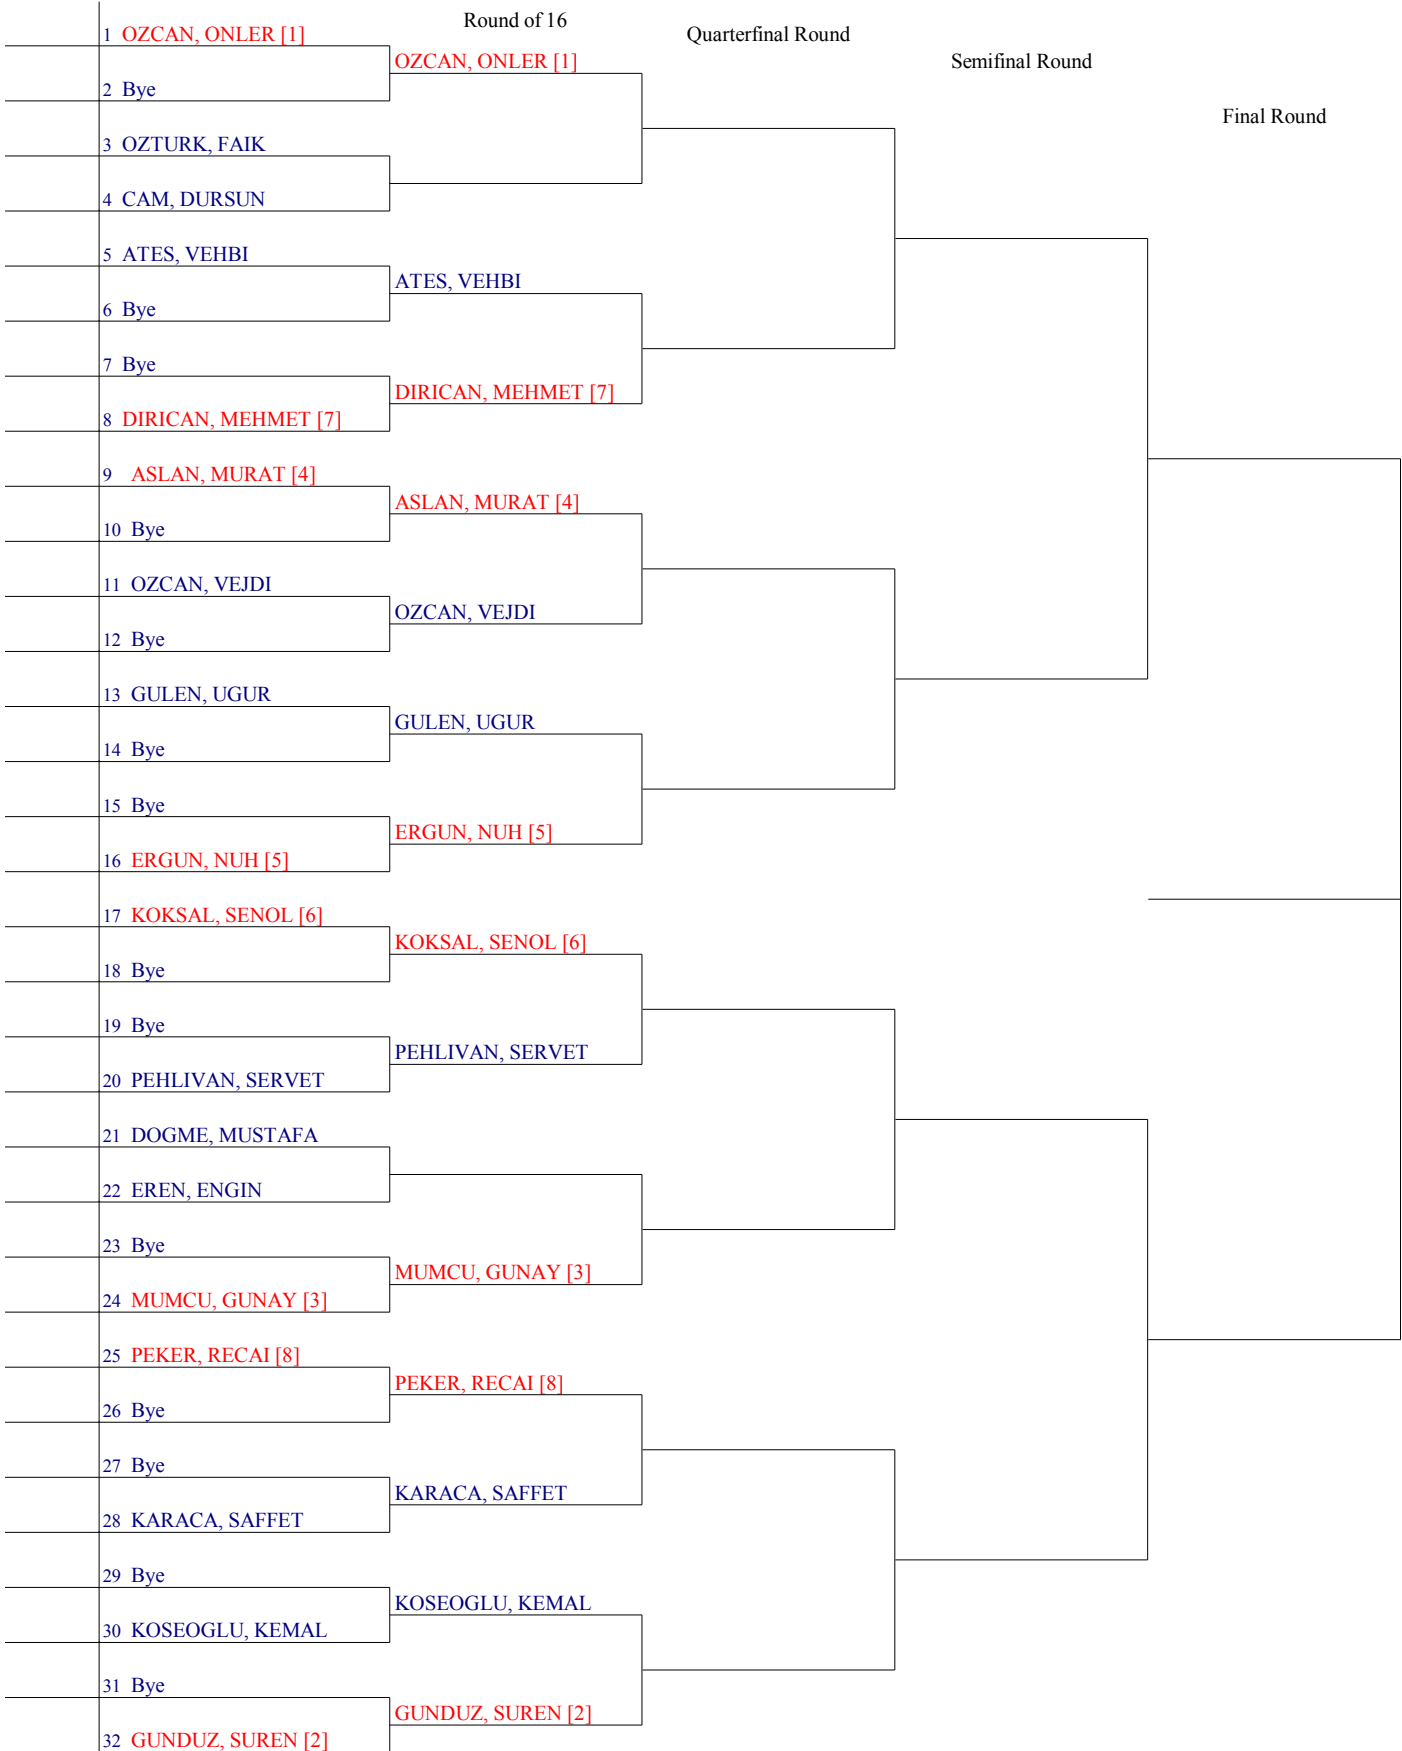 Round of 16
Quarterfinal Round
Semifinal Round
Final Round
1 OZCAN, ONLER [1]
OZCAN, ONLER [1]
2 Bye
3 OZTURK, FAIK
4 CAM, DURSUN
5 ATES, VEHBI
ATES, VEHBI
6 Bye
7 Bye
DIRICAN, MEHMET [7]
8 DIRICAN, MEHMET [7]
9 ASLAN, MURAT [4]
ASLAN, MURAT [4]
10 Bye
11 OZCAN, VEJDI
OZCAN, VEJDI
12 Bye
13 GULEN, UGUR
GULEN, UGUR
14 Bye
15 Bye
ERGUN, NUH [5]
16 ERGUN, NUH [5]
17 KOKSAL, SENOL [6]
KOKSAL, SENOL [6]
18 Bye
19 Bye
PEHLIVAN, SERVET
20 PEHLIVAN, SERVET
21 DOGME, MUSTAFA
22 EREN, ENGIN
23 Bye
MUMCU, GUNAY [3]
24 MUMCU, GUNAY [3]
25 PEKER, RECAI [8]
PEKER, RECAI [8]
26 Bye
27 Bye
KARACA, SAFFET
28 KARACA, SAFFET
29 Bye
KOSEOGLU, KEMAL
30 KOSEOGLU, KEMAL
31 Bye
GUNDUZ, SUREN [2]
32 GUNDUZ, SUREN [2]